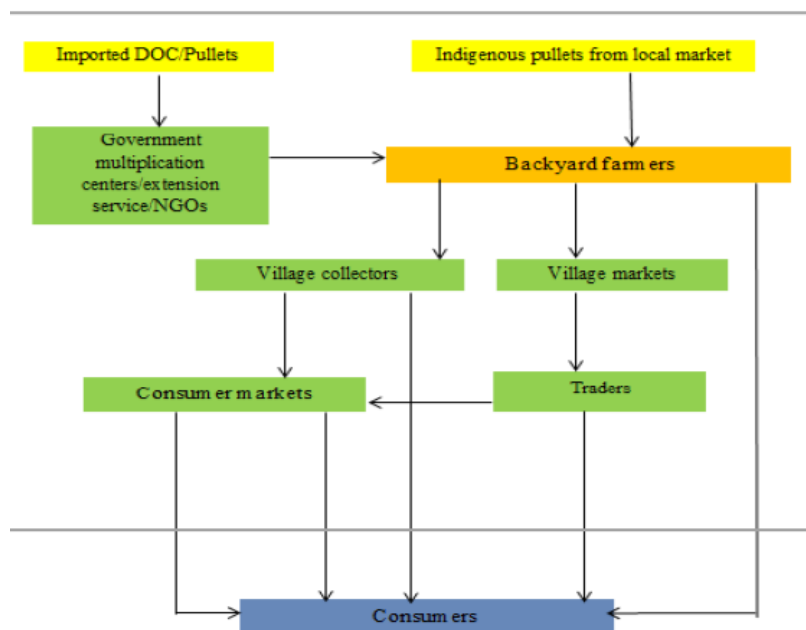 Imported DOC/Pullets
Indigenous pullets from local market
Government
multiplication
centers/extension
service/NGOs
Backyard farmers
Village collectors
Village markets
Consumer markets
Traders
Consumers